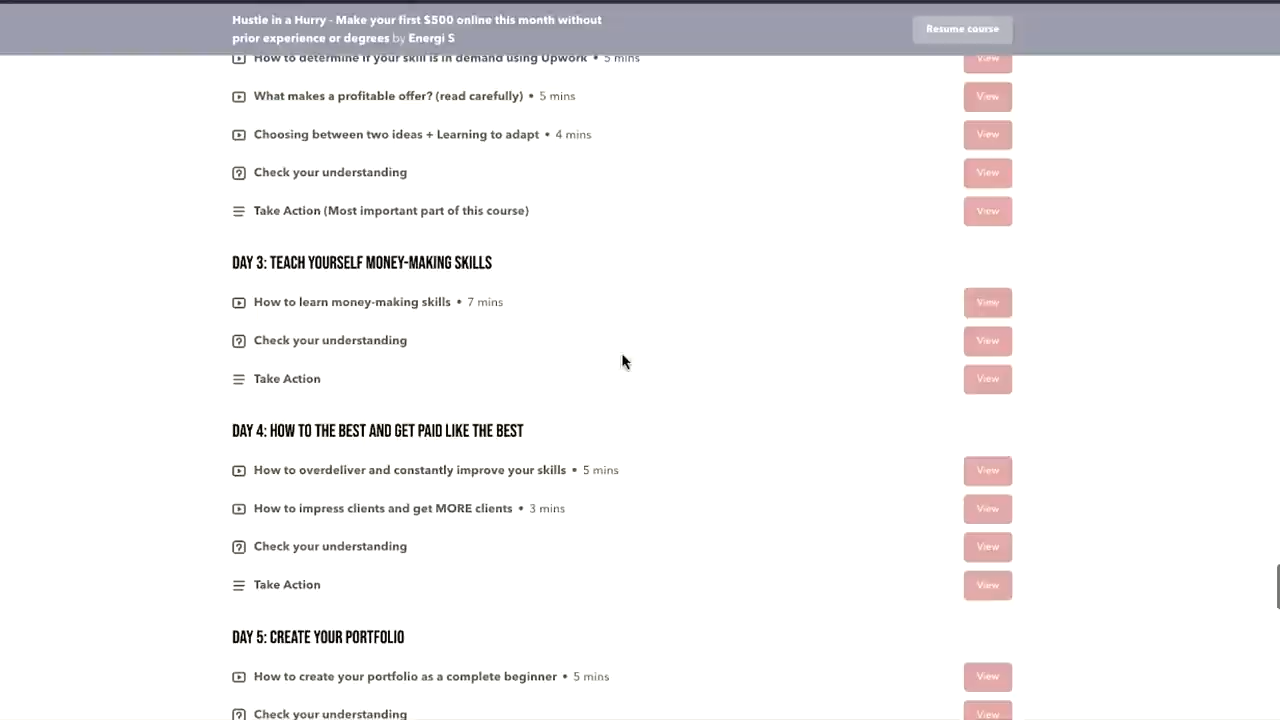 Hustle in a Hurry - Make your first $500 online this month without
prior experience or degrees by Energi S
Resume course
How to determine if your skill is in demand using Upwork • 5 mins
View
What makes a profitable offer? (read carefully) • 5 mins
View
Choosing between two ideas + Learning to adapt • 4 mins
View
Check your understanding
View
Take Action (Most important part of this course)
View
DAY 3: TEACH YOURSELF MONEY-MAKING SKILLS
How to learn money-making skills • 7 mins
View
Check your understanding
View
Take Action
View
DAY 4: HOW TO THE BEST AND GET PAID LIKE THE BEST
How to overdeliver and constantly improve your skills • 5 mins
View
How to impress clients and get MORE clients • 3 mins
View
Check your understanding
View
Take Action
View
DAY 5: CREATE YOUR PORTFOLIO
How to create your portfolio as a complete beginner • 5 mins
View
Check your understanding
View